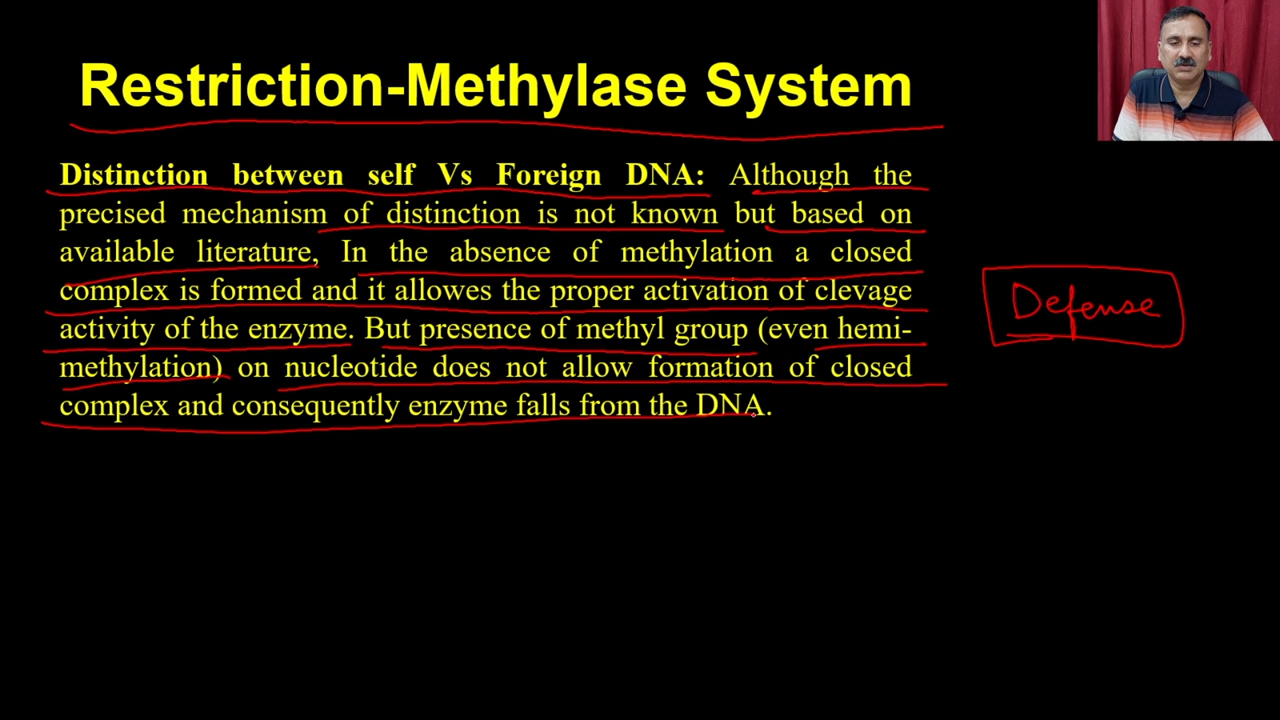 Restriction-Methylase System
Distinction between self Vs Foreign DNA: Although the
precised mechanism of distinction is not known but based on
available literature, In the absence of methylation a closed
complex is formed and it allowes the proper activation of clevage
activity of the enzyme. But presence of methyl group (even hemi-
methylation) on nucleotide does not allow formation of closed
complex and consequently enzyme falls from the DNA.
Defense